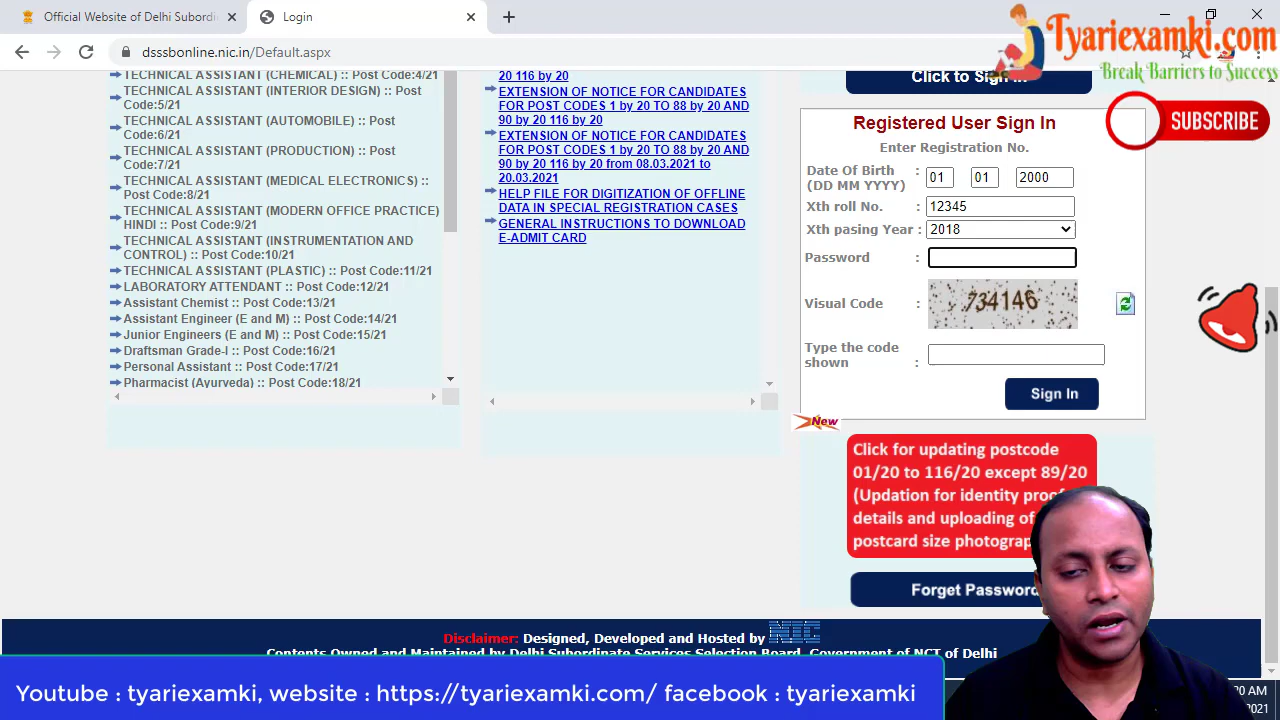 Official Website of Delhi Subordi
Login
dsssbonline.nic.in/Default.aspx
Tyariexamki.com
Break Barriers to Success
SUBSCRIBE
TECHNICAL ASSISTANT (CHEMICAL) :: Post Code:4/21
TECHNICAL ASSISTANT (INTERIOR DESIGN) :: Post
Code:5/21
TECHNICAL ASSISTANT (AUTOMOBILE) :: Post
Code:6/21
TECHNICAL ASSISTANT (PRODUCTION) :: Post
Code:7/21
TECHNICAL ASSISTANT (MEDICAL ELECTRONICS) ::
Post Code:8/21
TECHNICAL ASSISTANT (MODERN OFFICE PRACTICE)
HINDI :: Post Code:9/21
TECHNICAL ASSISTANT (INSTRUMENTATION AND
CONTROL) :: Post Code:10/21
TECHNICAL ASSISTANT (PLASTIC) :: Post Code:11/21
LABORATORY ATTENDANT :: Post Code:12/21
Assistant Chemist :: Post Code:13/21
Assistant Engineer (E and M) :: Post Code:14/21
Junior Engineers (E and M) :: Post Code:15/21
Draftsman Grade-I :: Post Code:16/21
Personal Assistant :: Post Code:17/21
Pharmacist (Ayurveda) :: Post Code:18/21
20 116 by 20
EXTENSION OF NOTICE FOR CANDIDATES
FOR POST CODES 1 by 20 TO 88 by 20 AND
90 by 20 116 by 20
EXTENSION OF NOTICE FOR CANDIDATES
FOR POST CODES 1 by 20 TO 88 by 20 AND
90 by 20 116 by 20 from 08.03.2021 to
20.03.2021
HELP FILE FOR DIGITIZATION OF OFFLINE
DATA IN SPECIAL REGISTRATION CASES
GENERAL INSTRUCTIONS TO DOWNLOAD
E-ADMIT CARD
Click to Sign In
Registered User Sign In
Enter Registration No.
Date Of Birth : 01 01 2000
(DD MM YYYY)
Xth roll No. : 12345
Xth pasing Year : 2018
Password :
Visual Code : 734146
Type the code
shown :
Sign In
New
Click for updating postcode
01/20 to 116/20 except 89/20
(Updation for identity proof
details and uploading of
postcard size photograp
Forget Password
Disclaimer: Designed, Developed and Hosted by NIC
Contents Owned and Maintained by Delhi Subordinate Services Selection Board, Government of NCT of Delhi
Youtube : tyariexamki, website : https://tyariexamki.com/ facebook : tyariexamki
AM
2021